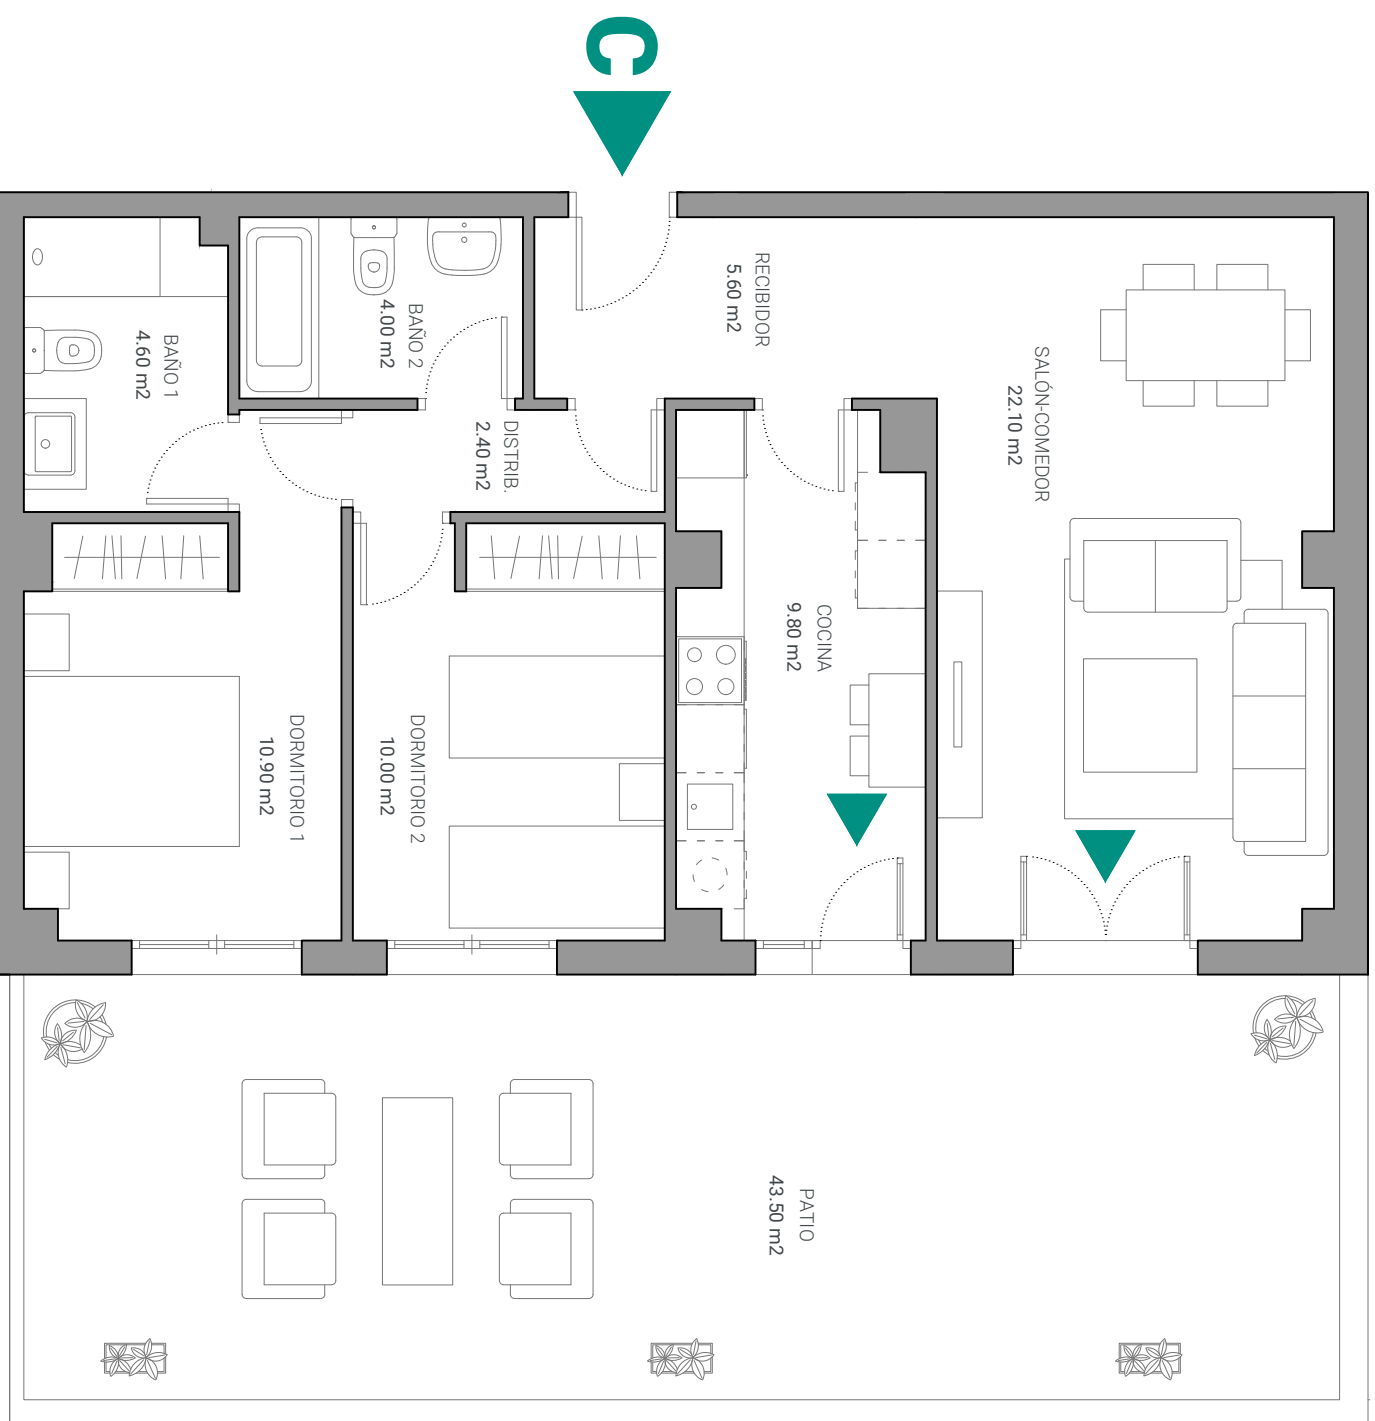 C
RECIBIDOR
5.60 m2
SALÓN-COMEDOR
22.10 m2
BAÑO 2
4.00 m2
BAÑO 1
4.60 m2
DISTRIB.
2.40 m2
COCINA
9.80 m2
DORMITORIO 1
10.90 m2
DORMITORIO 2
10.00 m2
PATIO
43.50 m2